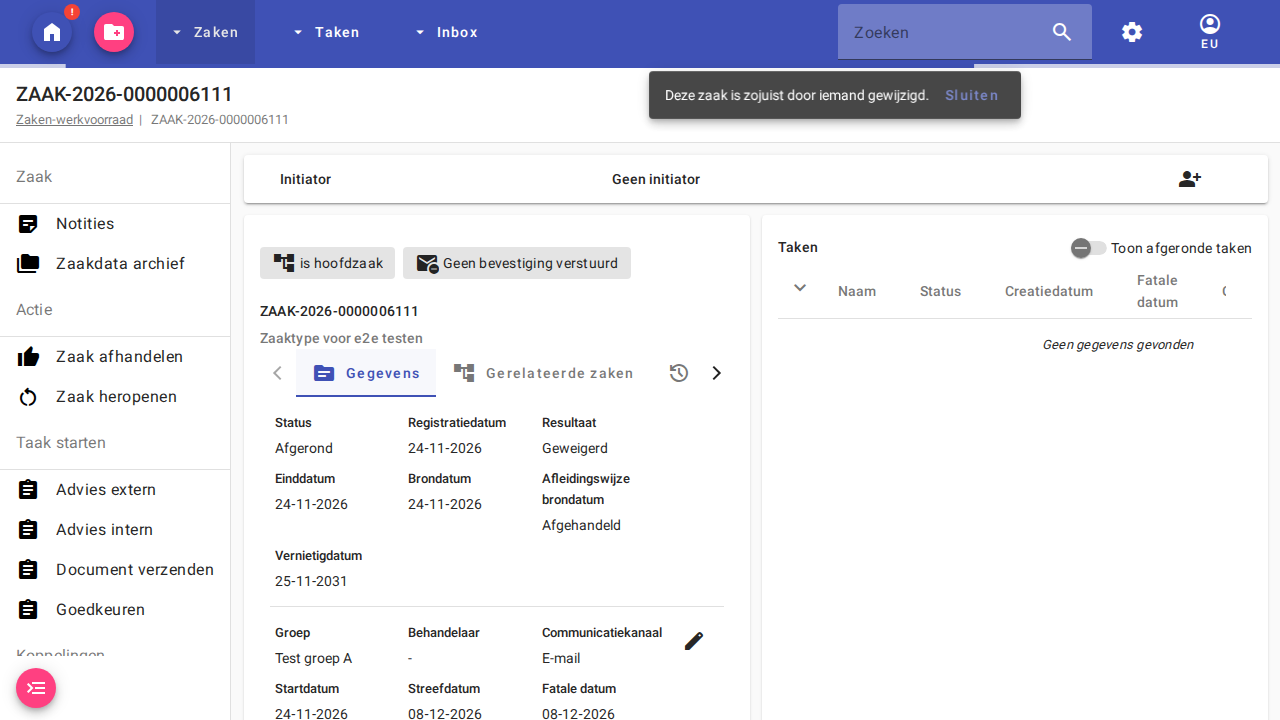 !
Zaken
Taken
Inbox
Zoeken
EU
ZAAK-2026-0000006111
Zaken-werkvoorraad | ZAAK-2026-0000006111
Deze zaak is zojuist door iemand gewijzigd. Sluiten
Zaak
Notities
Zaakdata archief
Actie
Zaak afhandelen
Zaak heropenen
Taak starten
Advies extern
Advies intern
Document verzenden
Goedkeuren
Koppelingen
Initiator
Geen initiator
is hoofdzaak
Geen bevestiging verstuurd
ZAAK-2026-0000006111
Zaaktype voor e2e testen
Gegevens
Gerelateerde zaken
Status
Registratiedatum
Resultaat
Afgerond
24-11-2026
Geweigerd
Einddatum
Brondatum
Afleidingswijze
brondatum
24-11-2026
24-11-2026
Afgehandeld
Vernietigdatum
25-11-2031
Groep
Behandelaar
Communicatiekanaal
Test groep A
-
E-mail
Startdatum
Streefdatum
Fatale datum
24-11-2026
08-12-2026
08-12-2026
Taken
Toon afgeronde taken
Naam
Status
Creatiedatum
Fatale
datum
Geen gegevens gevonden